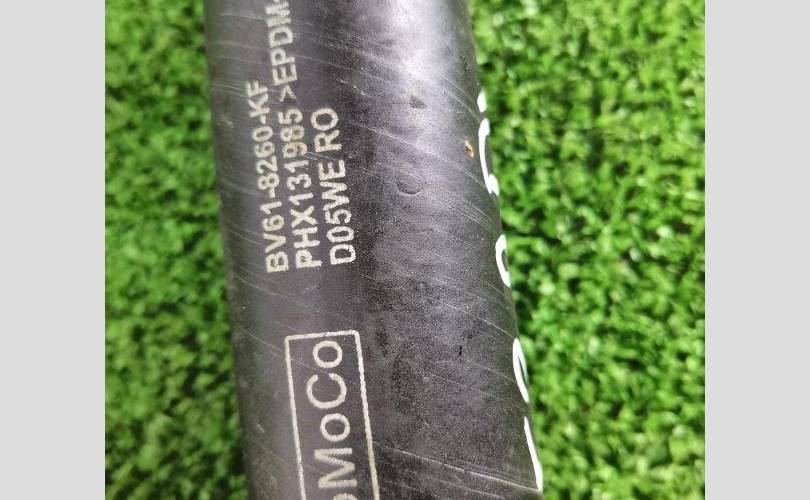 BV61-8260-KF
PHX131985 >EPDM
D05WE RO
MoCo